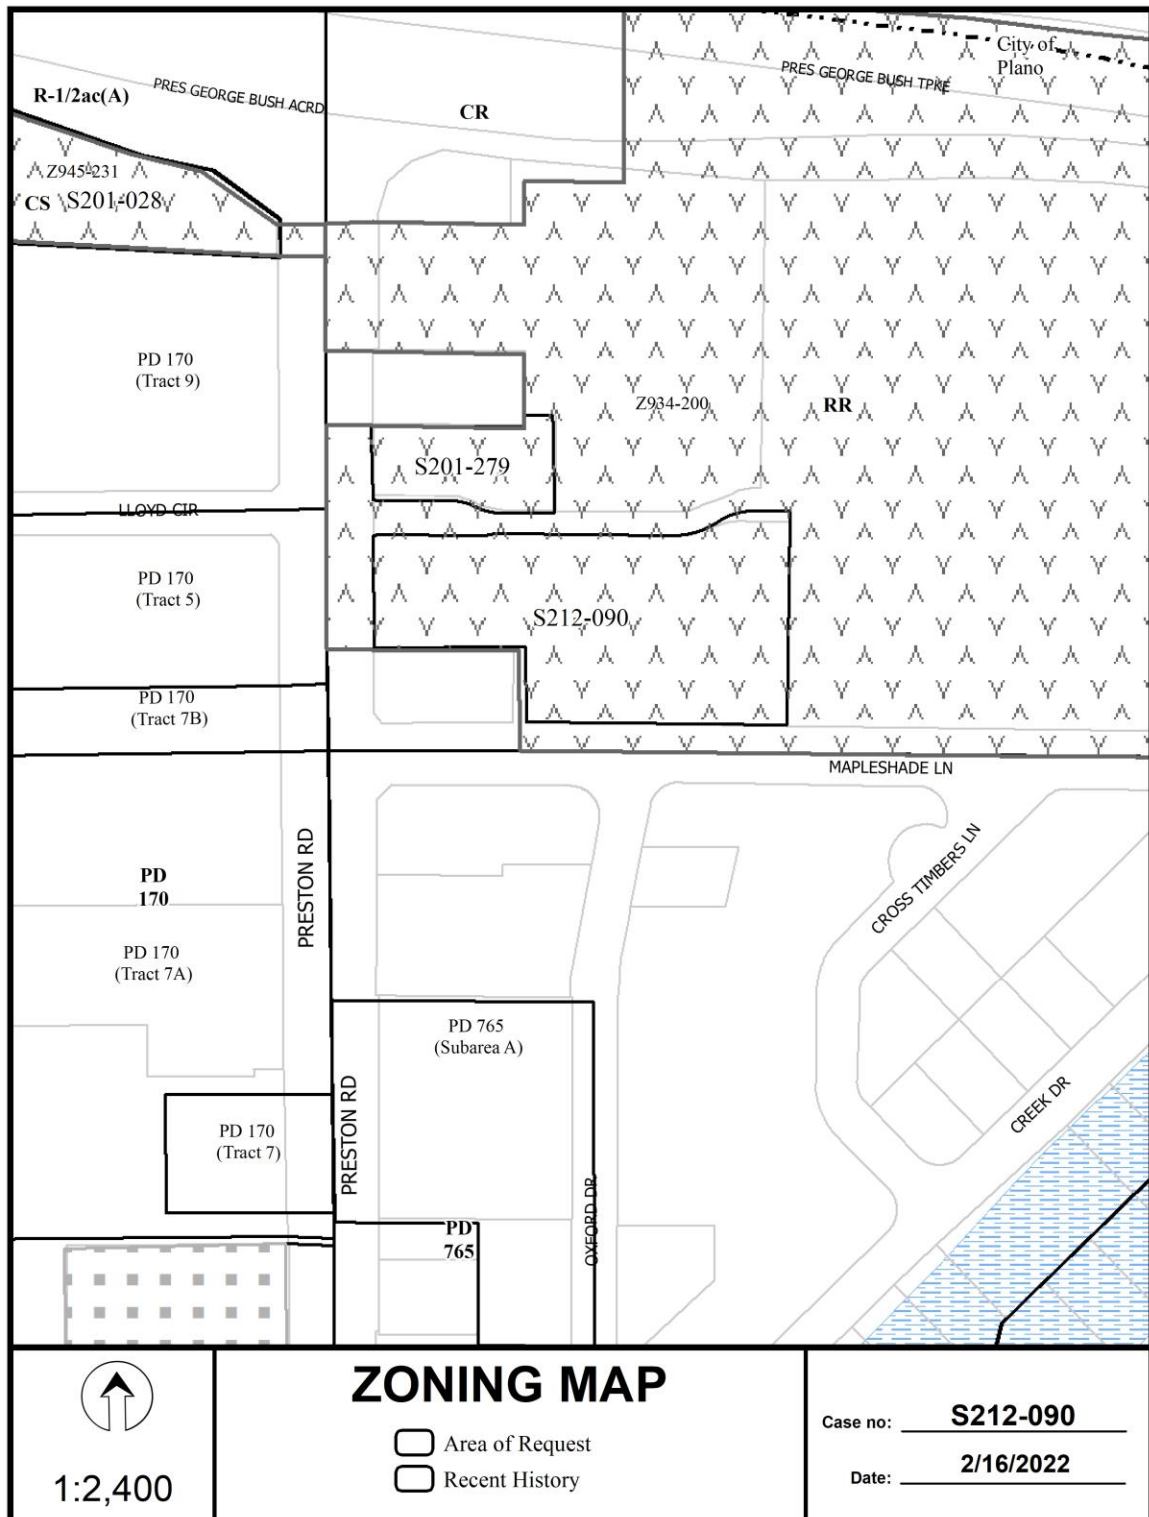 City of
Plano
PRES GEORGE BUSH TPKE
R-1/2ac(A)
PRES GEORGE BUSH ACRD
CR
Z945-231
CS
S201-028
PD 170
(Tract 9)
Z934-200
RR
S201-279
LLOYD CIR
PD 170
(Tract 5)
S212-090
PD 170
(Tract 7B)
MAPLESHADE LN
PRESTON RD
CROSS TIMBERS LN
PD
170
PD 170
(Tract 7A)
PD 765
(Subarea A)
CREEK DR
PRESTON RD
PD 170
(Tract 7)
OXFORD DR
PD
765
1:2,400
ZONING MAP
Area of Request
Recent History
Case no: S212-090
Date: 2/16/2022